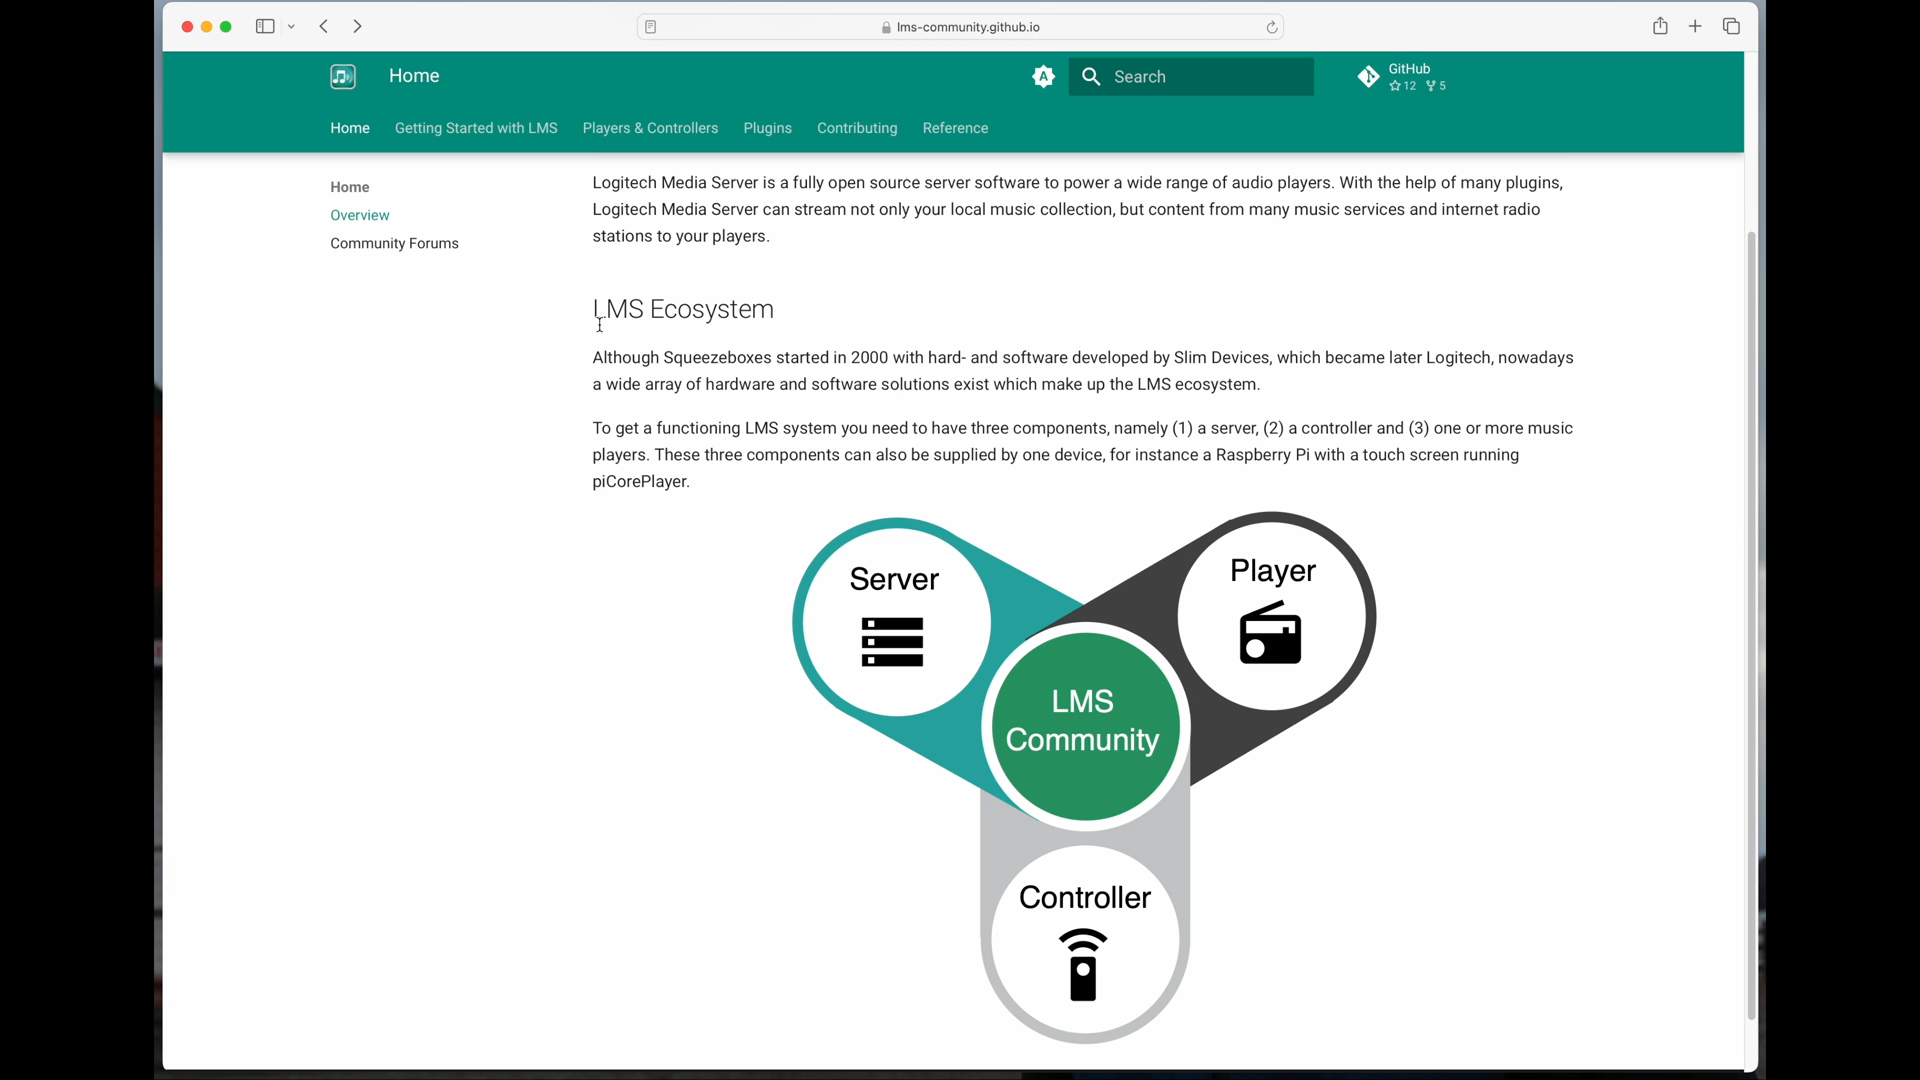 lms-community.github.io
Home
Search
GitHub
12 5
Home Getting Started with LMS Players & Controllers Plugins Contributing Reference
Home
Overview
Community Forums
Logitech Media Server is a fully open source server software to power a wide range of audio players. With the help of many plugins,
Logitech Media Server can stream not only your local music collection, but content from many music services and internet radio
stations to your players.
LMS Ecosystem
Although Squeezeboxes started in 2000 with hard- and software developed by Slim Devices, which became later Logitech, nowadays
a wide array of hardware and software solutions exist which make up the LMS ecosystem.
To get a functioning LMS system you need to have three components, namely (1) a server, (2) a controller and (3) one or more music
players. These three components can also be supplied by one device, for instance a Raspberry Pi with a touch screen running
piCorePlayer.
Server
Player
LMS
Community
Controller